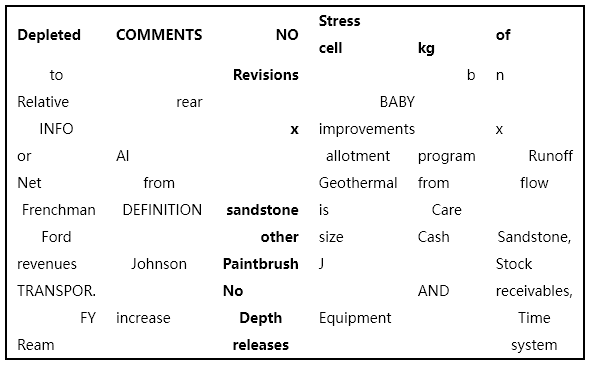 Depleted COMMENTS NO Stress cell kg of
to Revisions b n
Relative rear BABY
INFO x improvements x
or Al allotment program Runoff
Net from Geothermal from flow
Frenchman DEFINITION sandstone is Care
Ford other size Cash Sandstone,
revenues Johnson Paintbrush J Stock
TRANSPOR. No AND receivables,
FY increase Depth Equipment Time
Ream releases system